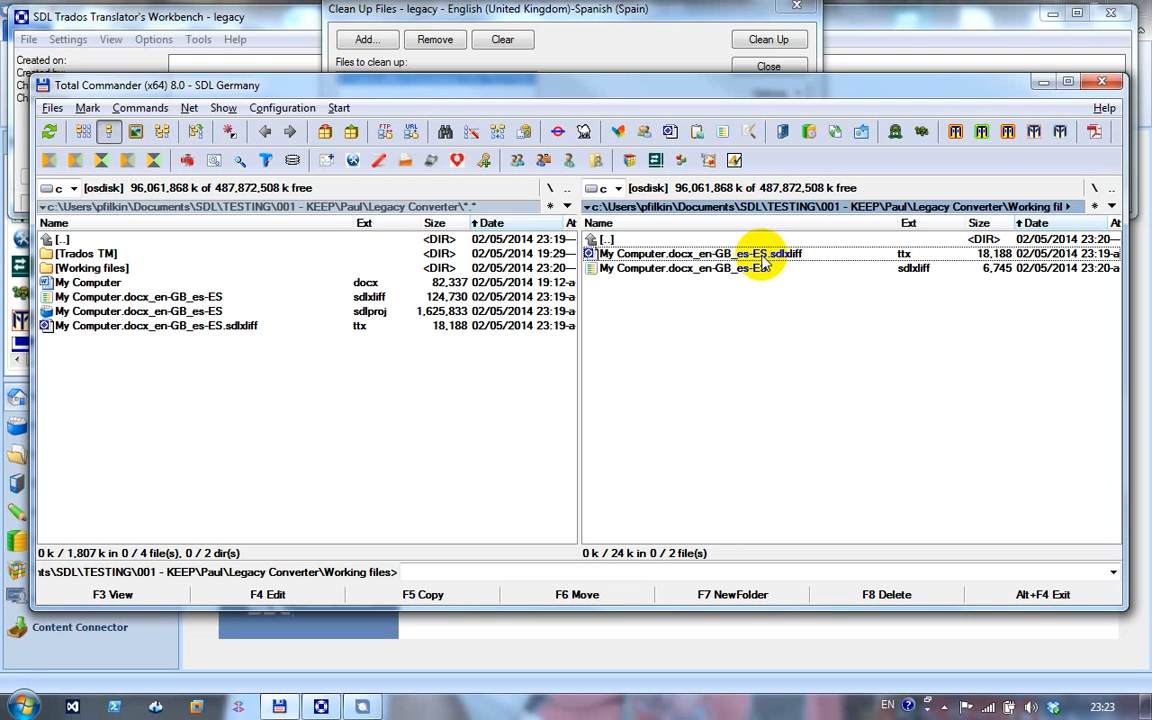 SDL Trados Translator's Workbench - legacy
File Settings View Options Tools Help
Created on:
Clean Up Files - legacy - English (United Kingdom)-Spanish (Spain)
Add... Remove Clear Clean Up
Files to clean up: Close
Total Commander (x64) 8.0 - SDL Germany
Files Mark Commands Net Show Configuration Start Help
c [osdisk] 96,061,868 k of 487,872,508 k free \ ..
c:\Users\pfilkin\Documents\SDL\TESTING\001 - KEEP\Paul\Legacy Converter\*.* *
Name Ext Size Date At
[..] <DIR> 02/05/2014 23:19—
[Trados TM] <DIR> 02/05/2014 19:29—
[Working files] <DIR> 02/05/2014 23:20—
My Computer docx 82,337 02/05/2014 19:12-a
My Computer.docx_en-GB_es-ES sdlxliff 124,730 02/05/2014 23:19-a
My Computer.docx_en-GB_es-ES sdlproj 1,625,833 02/05/2014 23:19-a
My Computer.docx_en-GB_es-ES.sdlxliff ttx 18,188 02/05/2014 23:19-a
0 k / 1,807 k in 0 / 4 file(s), 0 / 2 dir(s)
c [osdisk] 96,061,868 k of 487,872,508 k free \ ..
c:\Users\pfilkin\Documents\SDL\TESTING\001 - KEEP\Paul\Legacy Converter\Working fil *
Name Ext Size Date At
[..] <DIR> 02/05/2014 23:20—
My Computer.docx_en-GB_es-ES.sdlxliff ttx 18,188 02/05/2014 23:19-a
My Computer.docx_en-GB_es-ES sdlxliff 6,745 02/05/2014 23:20-a
0 k / 24 k in 0 / 2 file(s)
ıts\SDL\TESTING\001 - KEEP\Paul\Legacy Converter\Working files>
F3 View F4 Edit F5 Copy F6 Move F7 NewFolder F8 Delete Alt+F4 Exit
Content Connector
EN 23:23